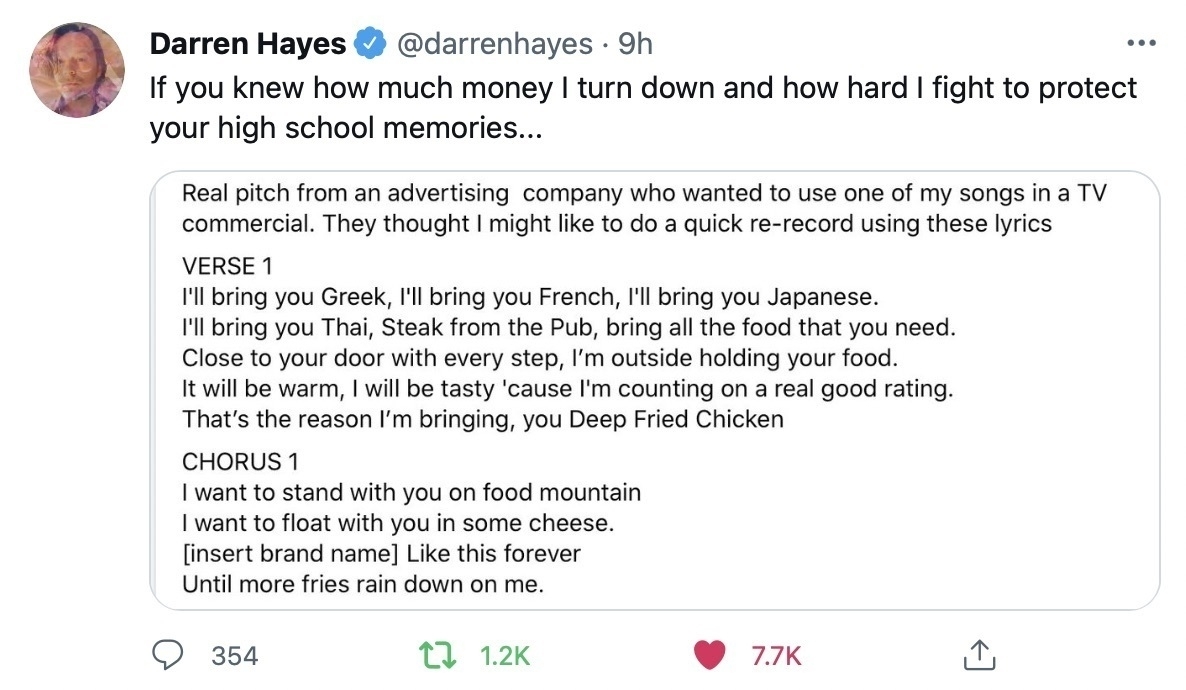 Darren Hayes @darrenhayes · 9h
If you knew how much money I turn down and how hard I fight to protect
your high school memories...
Real pitch from an advertising  company who wanted to use one of my songs in a TV
commercial. They thought I might like to do a quick re-record using these lyrics
VERSE 1
I'll bring you Greek, I'll bring you French, I'll bring you Japanese.
I'll bring you Thai, Steak from the Pub, bring all the food that you need.
Close to your door with every step, I’m outside holding your food.
It will be warm, I will be tasty 'cause I'm counting on a real good rating.
That’s the reason I’m bringing, you Deep Fried Chicken
CHORUS 1
I want to stand with you on food mountain
I want to float with you in some cheese.
[insert brand name] Like this forever
Until more fries rain down on me.
354 1.2K 7.7K